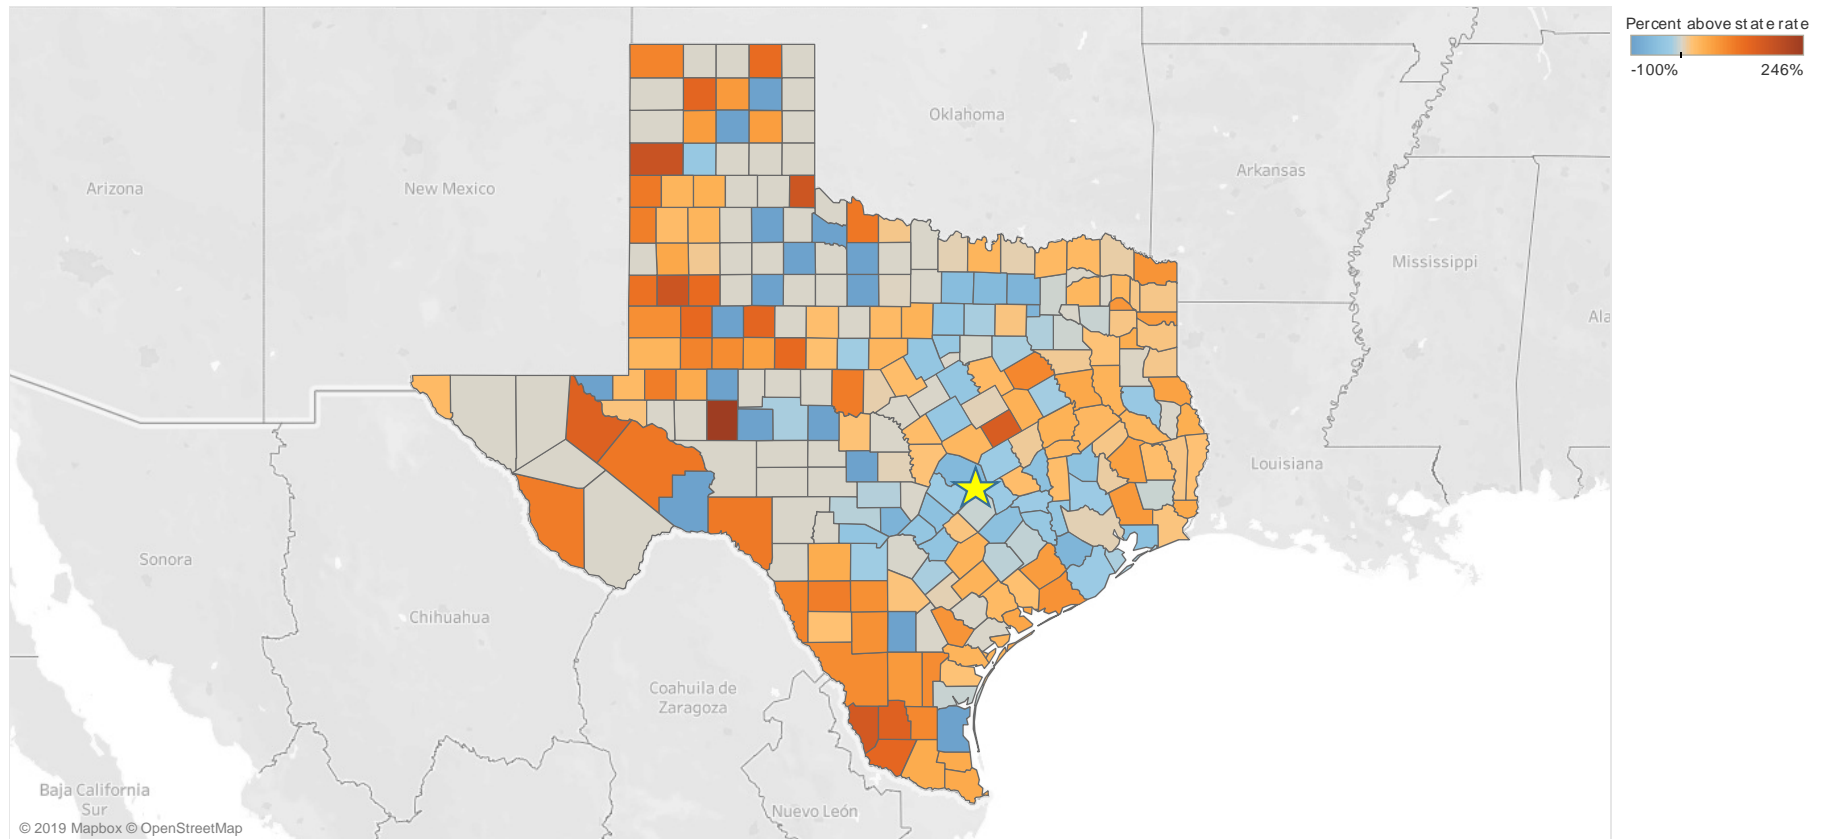 Percent above state rate
-100%
246%
Oklahoma
Arizona
New Mexico
Arkansas
Mississippi
Ala
Louisiana
Sonora
Chihuahua
Coahuila de
Zaragoza
Baja California
Sur
Nuevo León
© 2019 Mapbox © OpenStreetMap